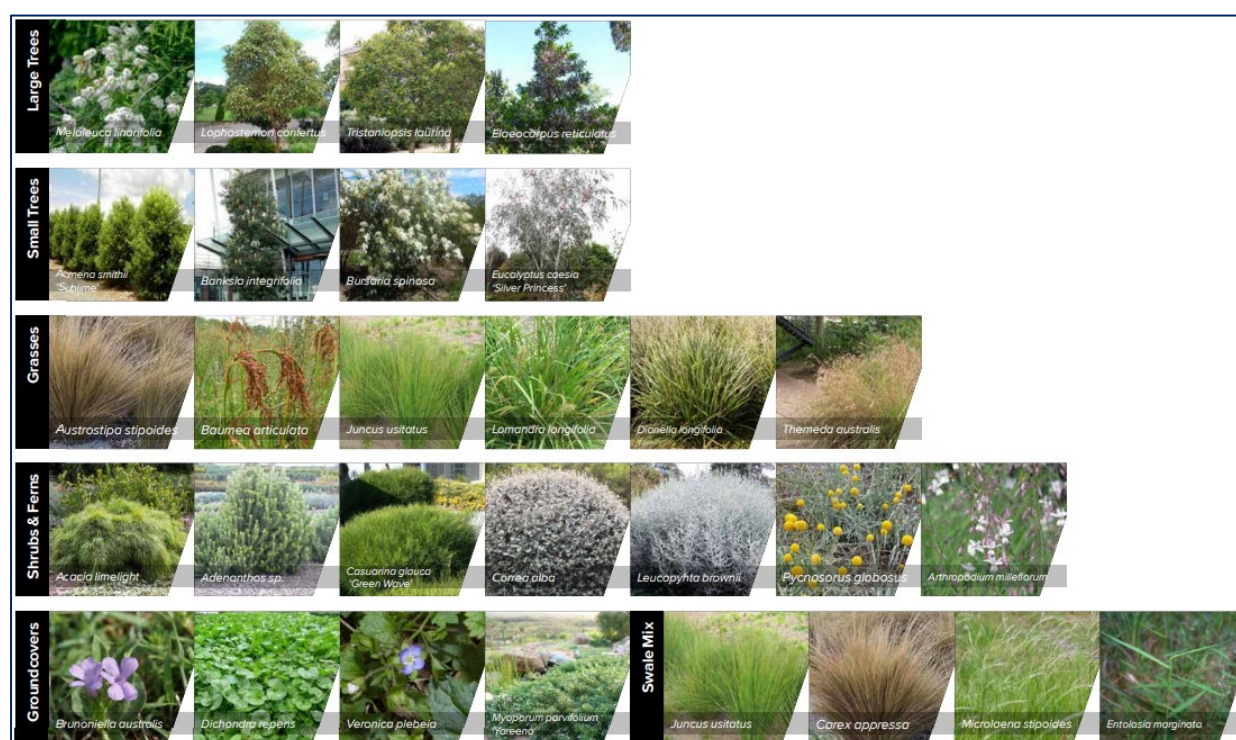 Large Trees
Melaleuca linarifolia
Lophostemon confertus
Tristaniopsis laurina
Elaeocarpus reticulatus
Small Trees
Acmena smithii
'Sublime'
Banksia integrifolia
Bursaria spinosa
Eucalyptus caesia
'Silver Princess'
Grasses
Austrostipa stipoides
Baumea articulata
Juncus usitatus
Lomandra longifolia
Dianella longifolia
Themeda australis
Shrubs & Ferns
Acacia limelight
Adenanthos sp.
Casuarina glauca
'Green Wave'
Correa alba
Leucophyta brownii
Pycnosorus globosus
Arthropodium milleflorum
Groundcovers
Brunoniella australis
Dichondra repens
Veronica plebeia
Myoporum parvifolium
'Yareena'
Swale Mix
Juncus usitatus
Carex appressa
Microlaena stipoides
Entolasia marginata